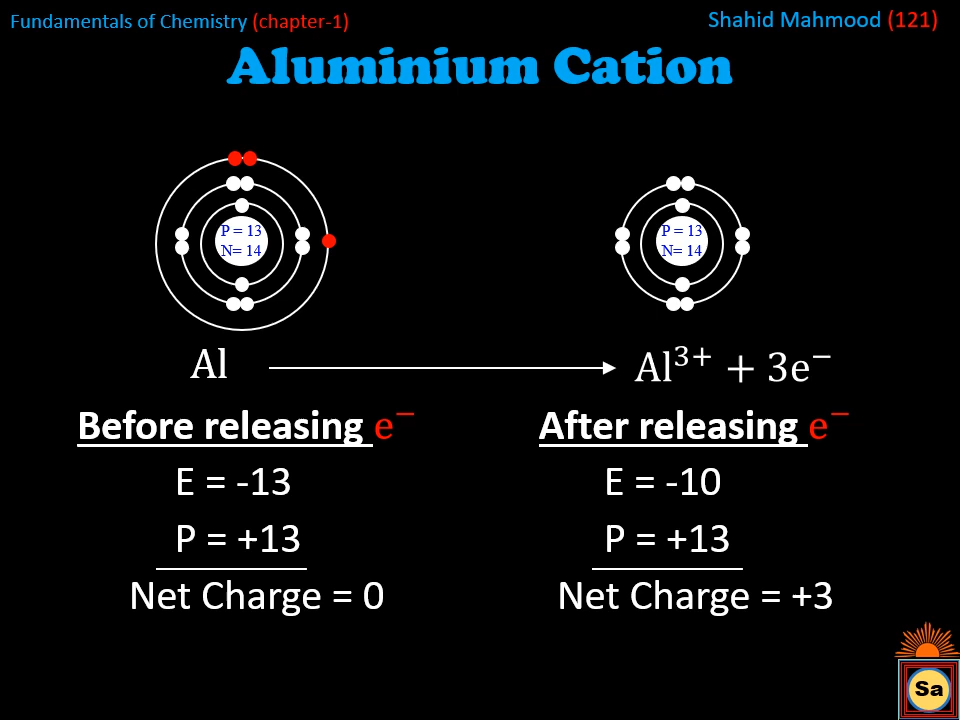 Fundamentals of Chemistry (chapter-1)
Shahid Mahmood (121)
Aluminium Cation
P = 13
N= 14
P = 13
N= 14
Al
Al³⁺ + 3e⁻
Before releasing e⁻
After releasing e⁻
E = -13
E = -10
P = +13
P = +13
Net Charge = 0
Net Charge = +3
Sa